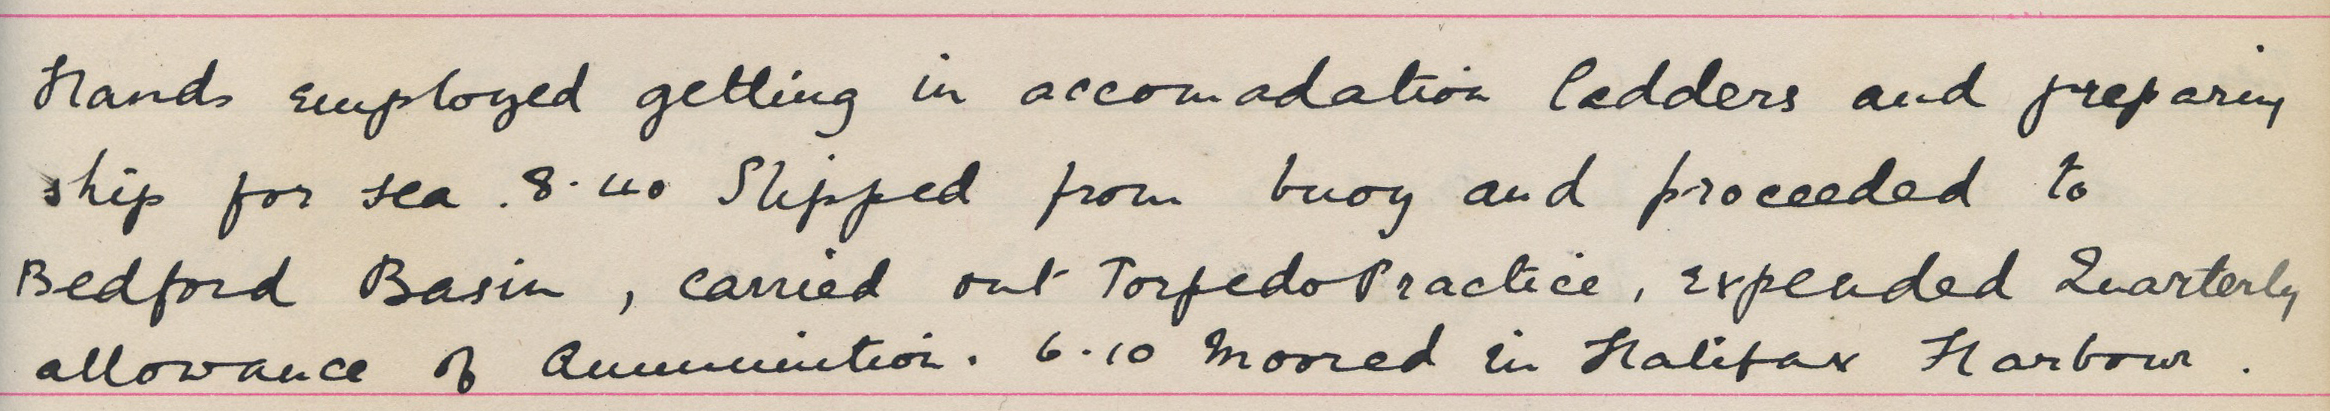 Hands employed getting in accomadation ladders and preparing
ship for sea. 8.40 Slipped from buoy and proceeded to
Bedford Basin, carried out Torpedo Practice, expended Quarterly
allowance of Ammunition. 6.10 Moored in Halifax Harbour.